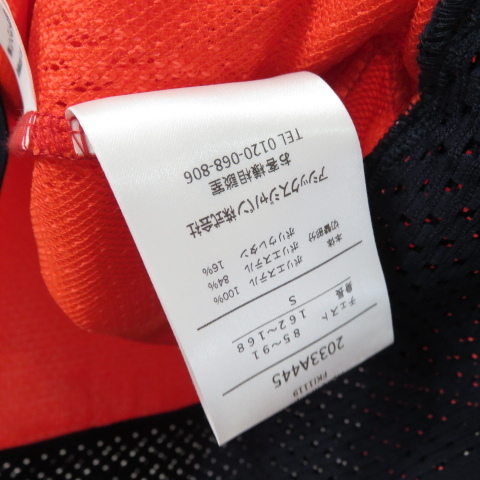 FKI1119
2033A445
チェスト 85～91
身長 162～168
S
本体 ポリエステル 100%
切替部分 ポリエステル 84%
ポリウレタン 16%
アシックスジャパン株式会社
お客様相談室
TEL 0120-068-806